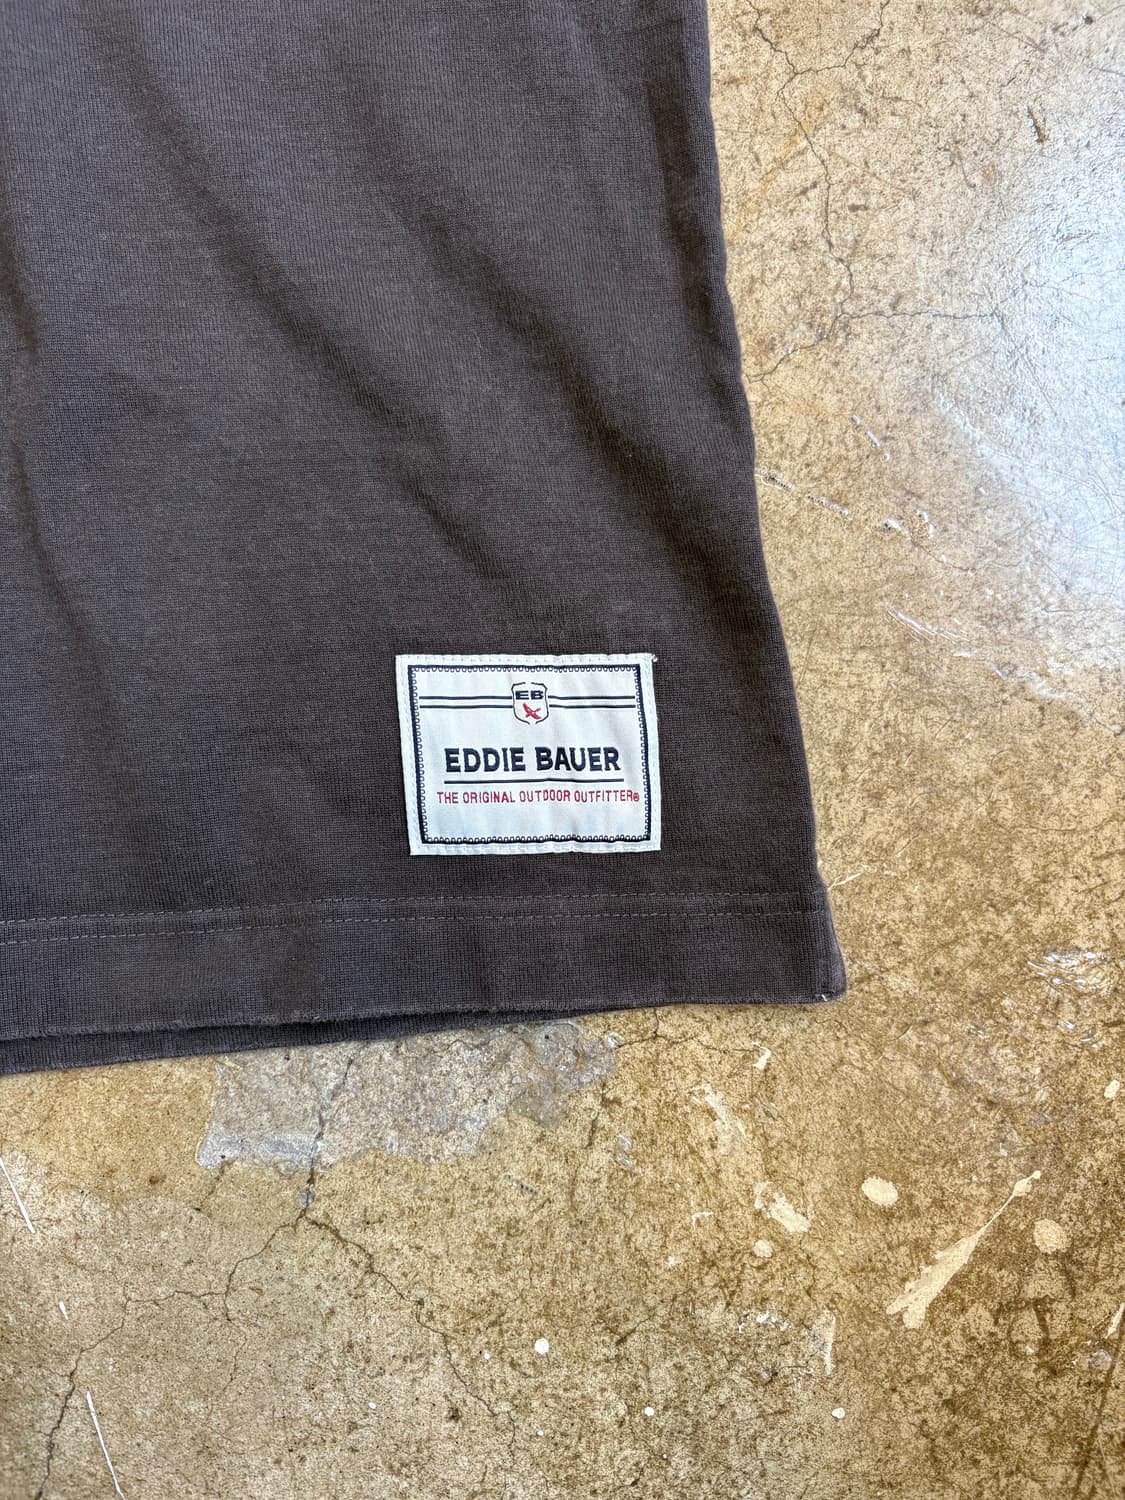 EB
EDDIE BAUER
THE ORIGINAL OUTDOOR OUTFITTER®